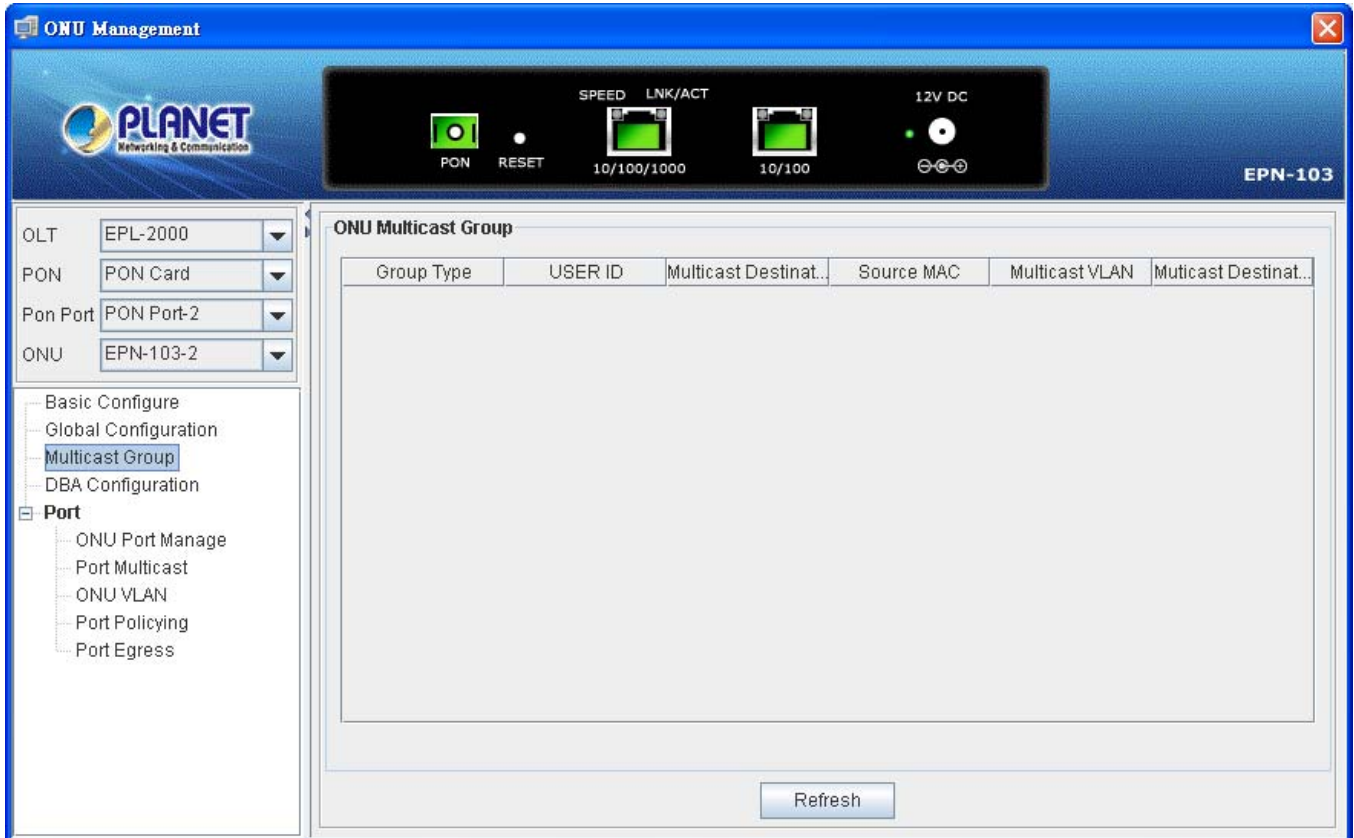 ONU Management
PLANET
Networking & Communication
SPEED LNK/ACT
12V DC
PON RESET 10/100/1000 10/100
EPN-103
OLT EPL-2000
PON PON Card
Pon Port PON Port-2
ONU EPN-103-2
Basic Configure
Global Configuration
Multicast Group
DBA Configuration
Port
ONU Port Manage
Port Multicast
ONU VLAN
Port Policying
Port Egress
ONU Multicast Group
Group Type USER ID Multicast Destinat... Source MAC Multicast VLAN Muticast Destinat...
Refresh